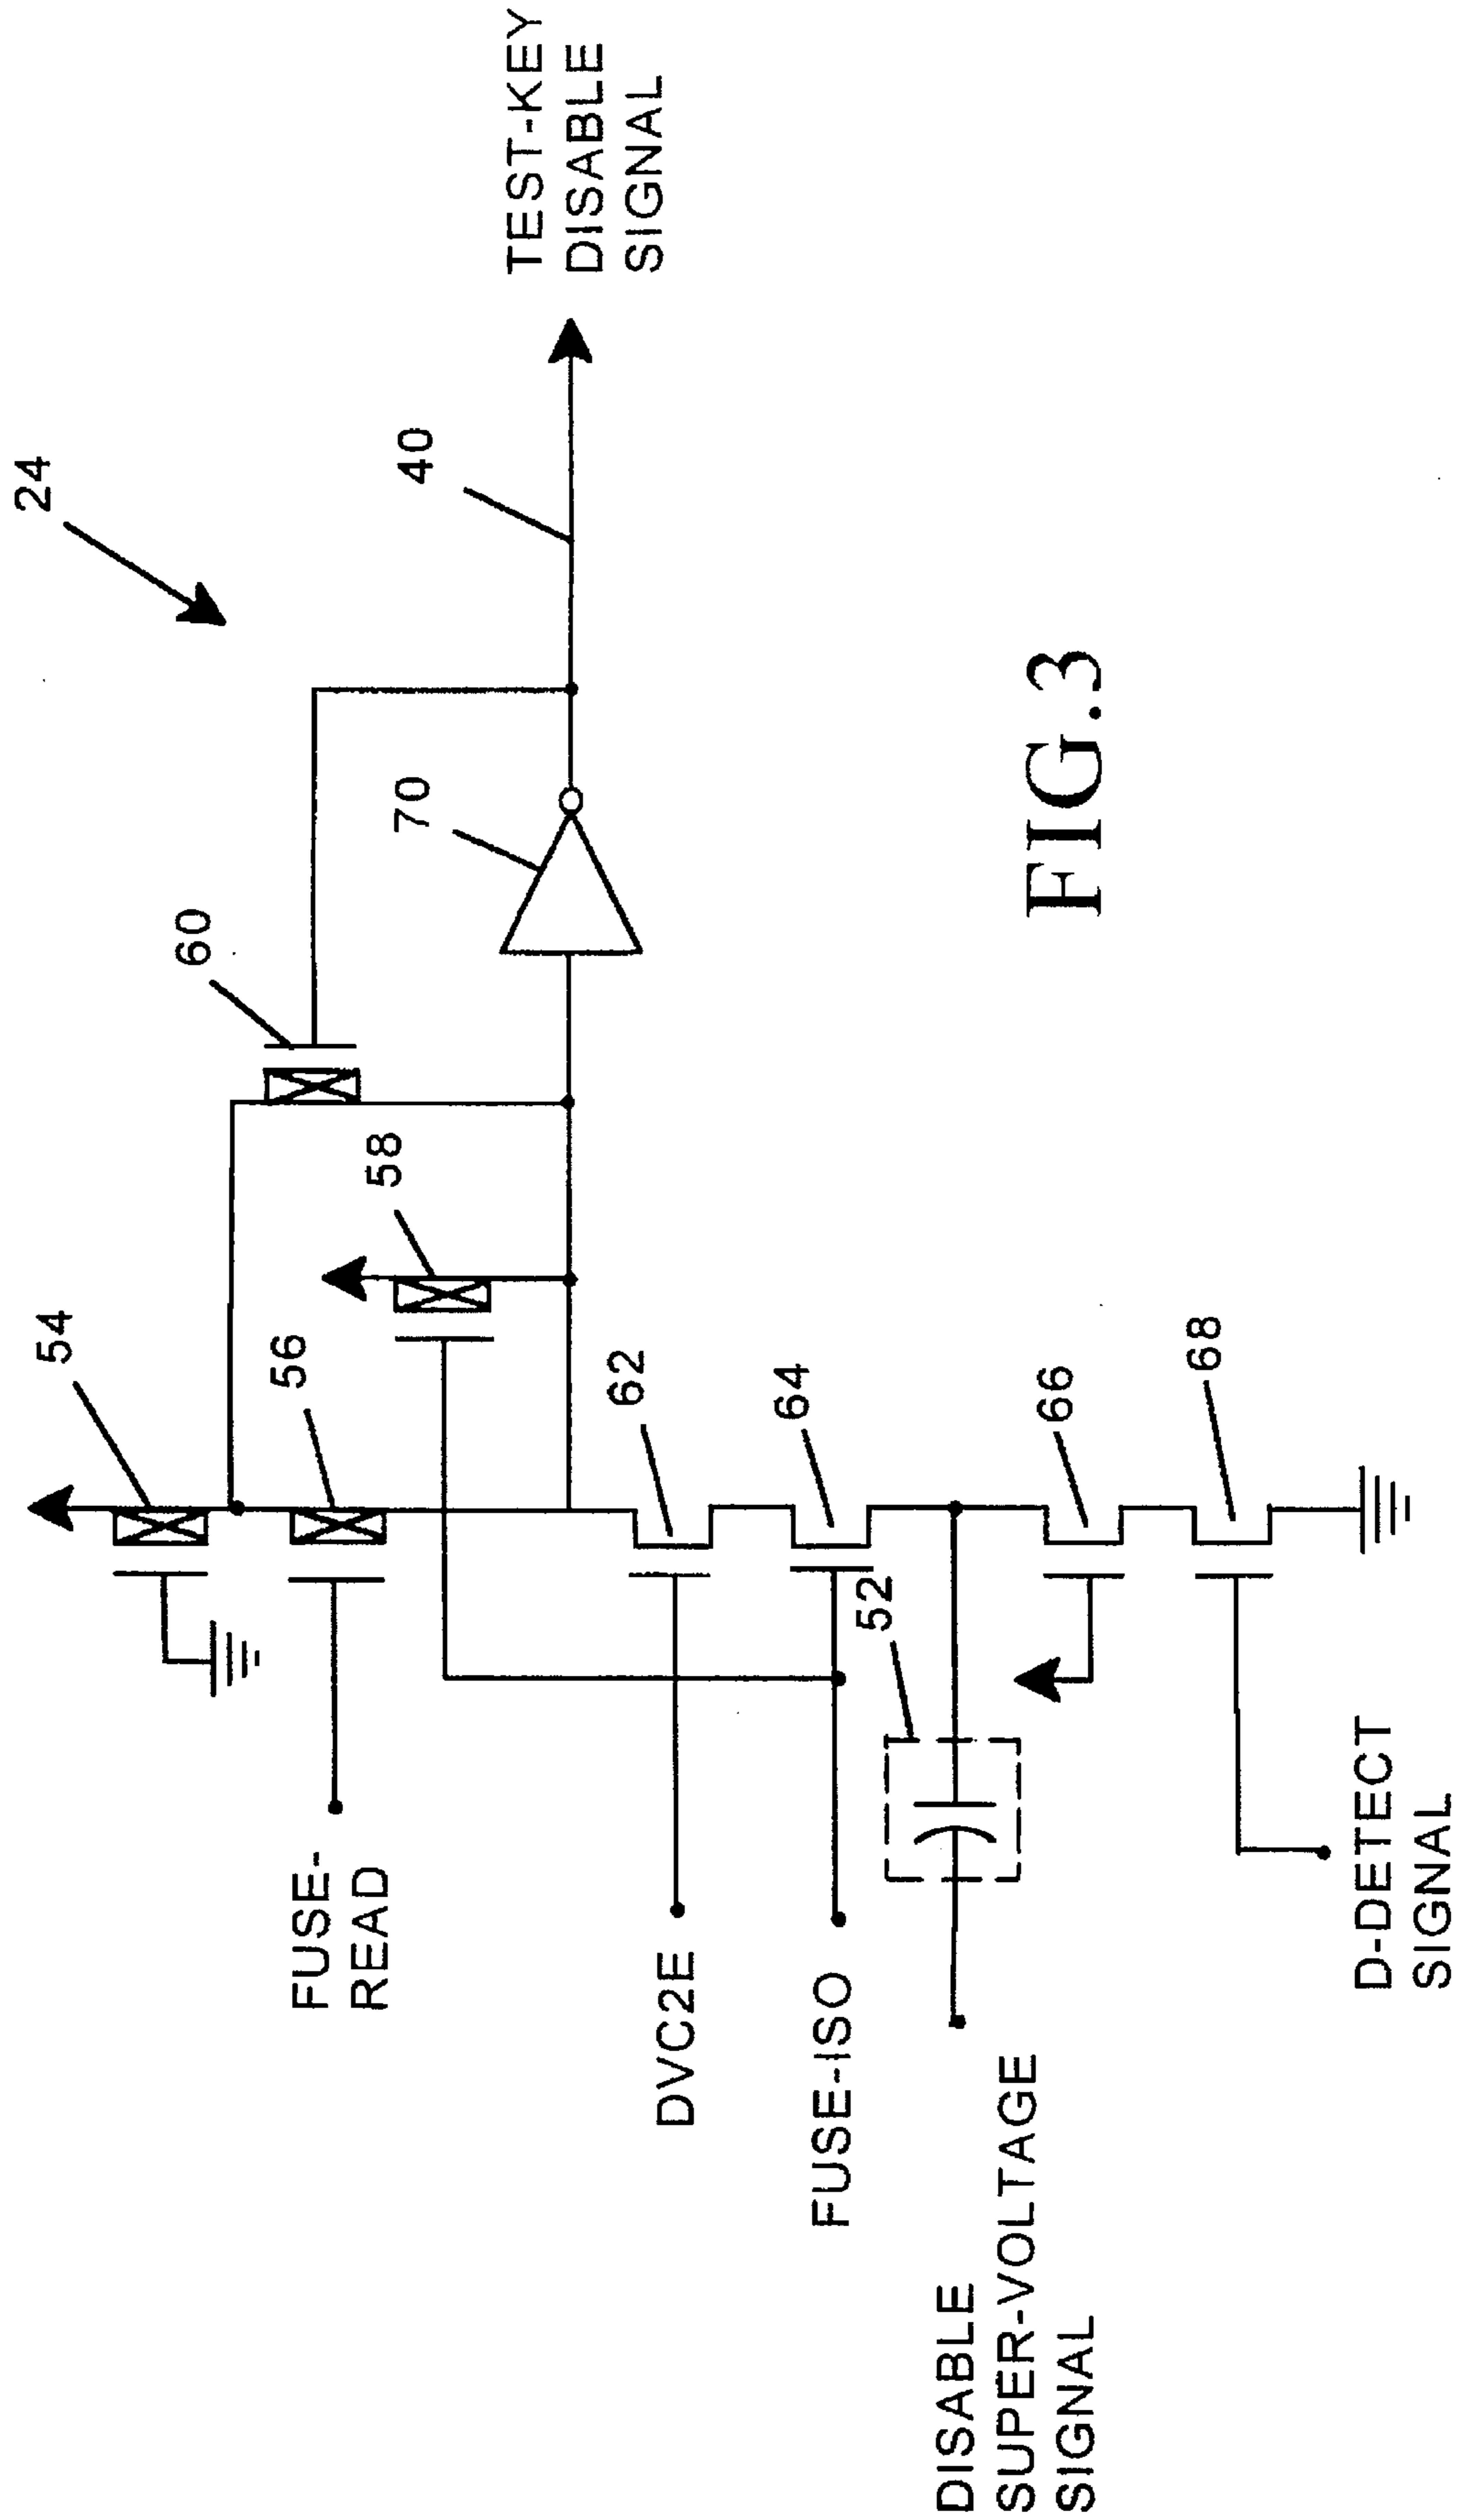 24
54
60
56
58
70
40
FUSE-
READ
62
DVC2E
64
FUSE-ISO
52
DISABLE
SUPER-VOLTAGE
SIGNAL
66
68
D-DETECT
SIGNAL
TEST-KEY
DISABLE
SIGNAL
FIG.3